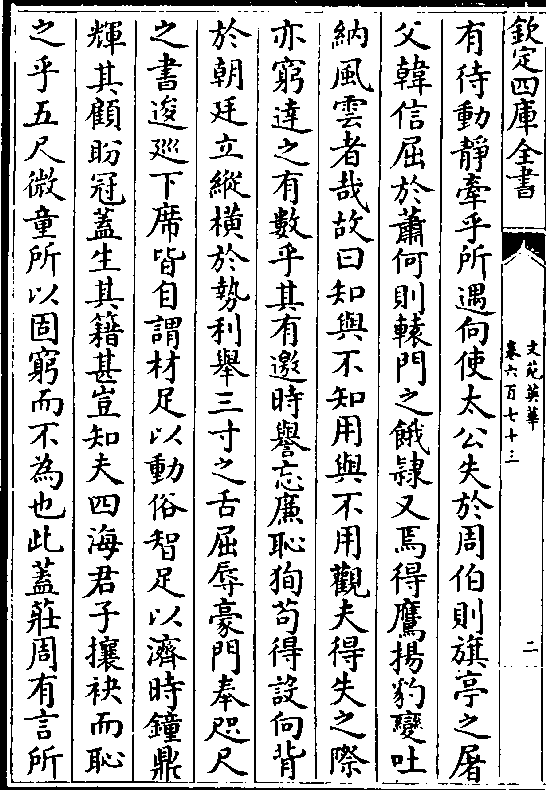 欽定四庫全書
文苑英華
卷六百七十三
二
有待動靜牽乎所遇向使太公失於周伯則旗亭之屠
父韓信屈於蕭何則轅門之餓隷又焉得鷹揚豹變吐
納風雲者哉故曰知與不知用與不用觀夫得失之際
亦窮達之有數乎其有邀時譽忘廉恥狥苟得設向背
於朝廷立縱横於勢利舉三寸之舌屈辱豪門奉咫尺
之書逡廵下席皆自謂材足以動俗智足以濟時鐘鼎
輝其顧盼冠蓋生其籍甚豈知夫四海君子攘袂而恥
之乎五尺微童所以固窮而不為也此蓋莊周有言所